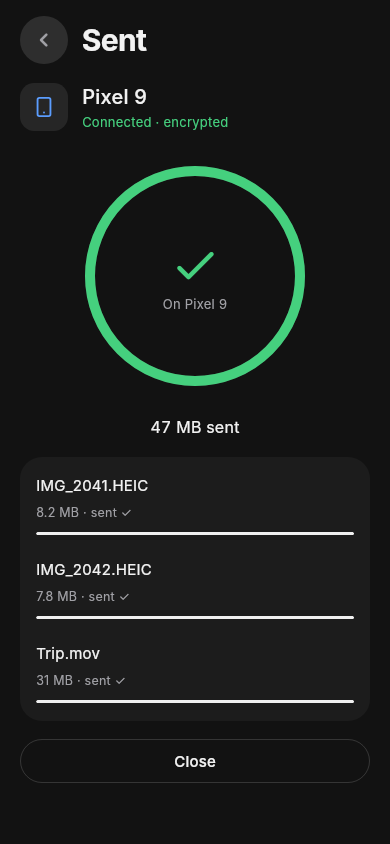 Sent
Pixel 9
Connected · encrypted
On Pixel 9
47 MB sent
IMG_2041.HEIC
8.2 MB · sent ✓
IMG_2042.HEIC
7.8 MB · sent ✓
Trip.mov
31 MB · sent ✓
Close